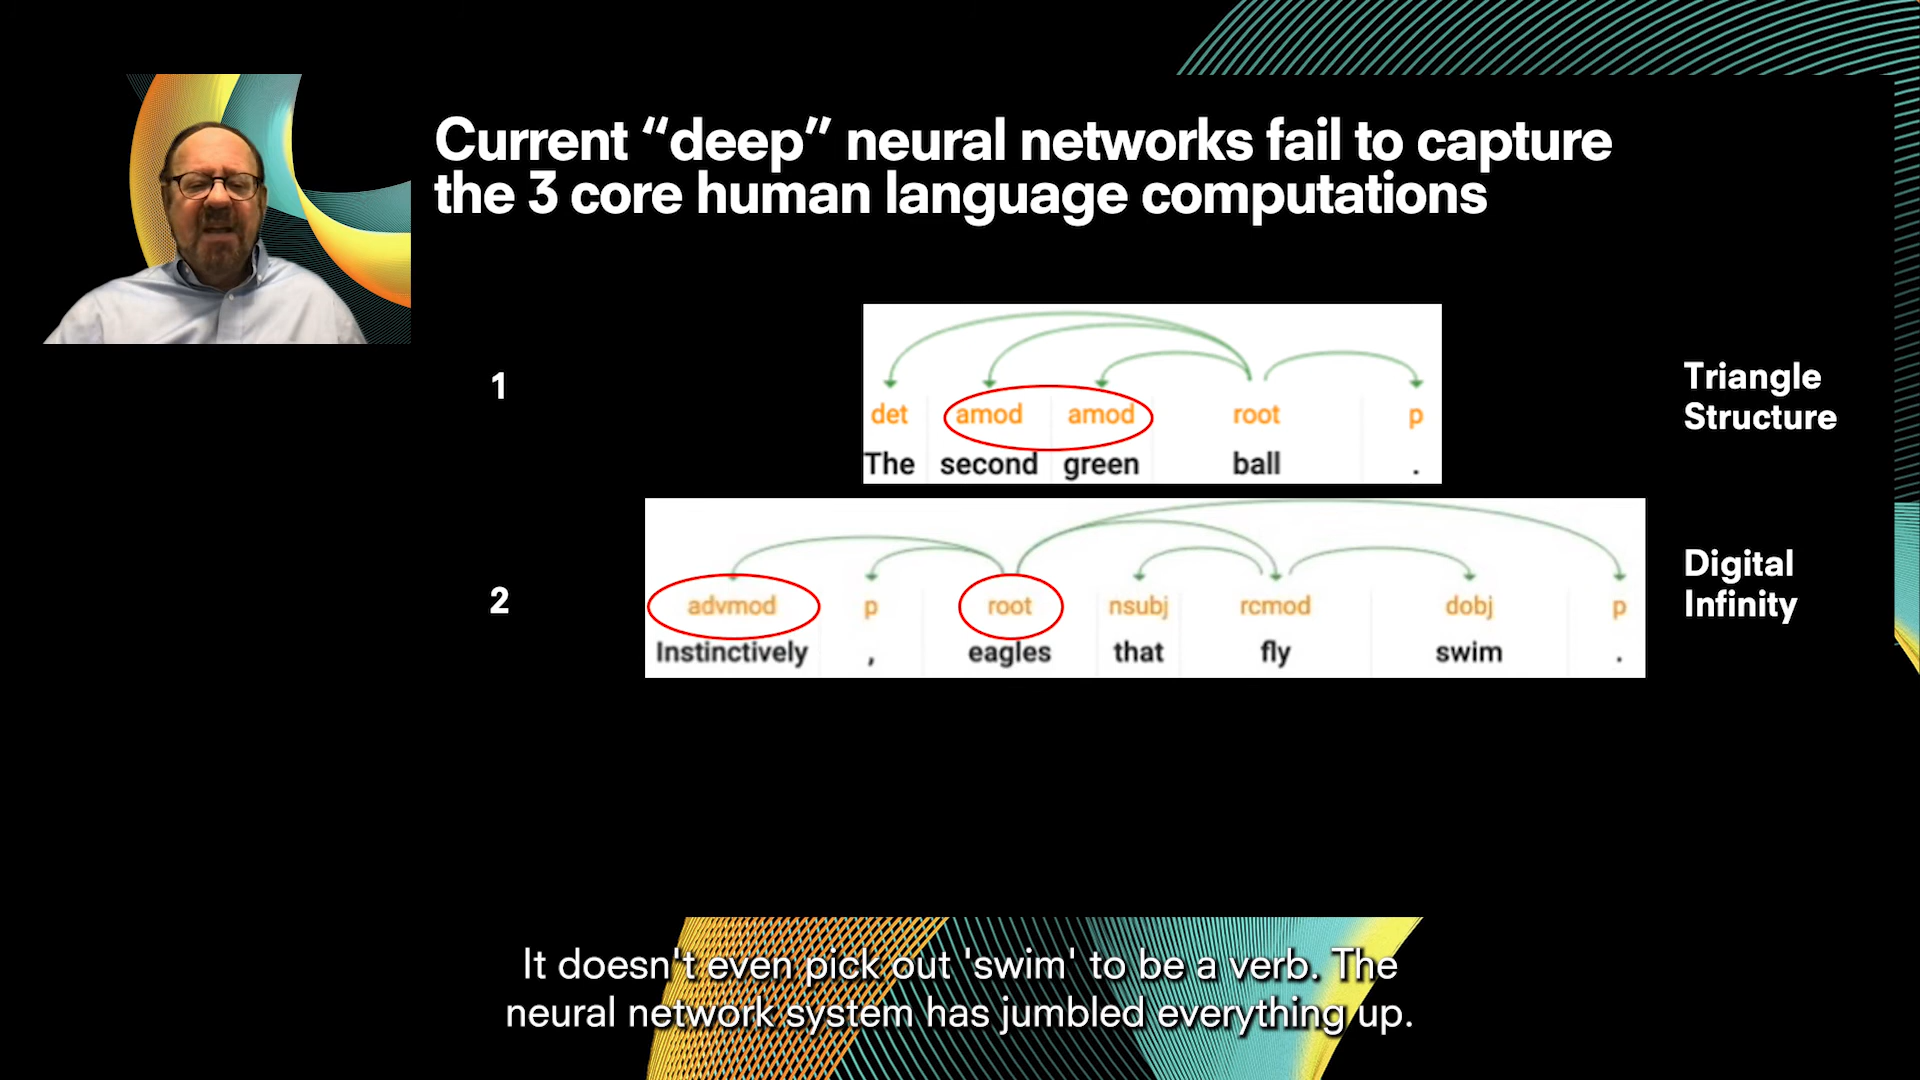 Current “deep” neural networks fail to capture
the 3 core human language computations
1
det amod amod root p
The second green ball .
Triangle
Structure
2
advmod p root nsubj rcmod dobj p
Instinctively , eagles that fly swim .
Digital
Infinity
It doesn't even pick out 'swim' to be a verb. The
neural network system has jumbled everything up.